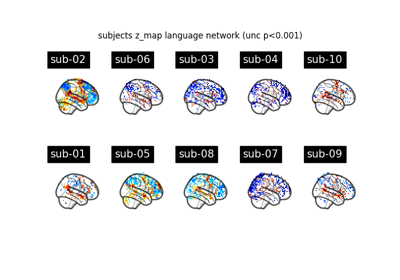 subjects z_map language network (unc p<0.001)
sub-02 sub-06 sub-03 sub-04 sub-10
sub-01 sub-05 sub-08 sub-07 sub-09